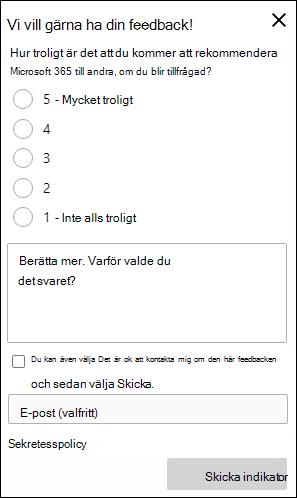 Vi vill gärna ha din feedback!
Hur troligt är det att du kommer att rekommendera
Microsoft 365 till andra, om du blir tillfrågad?
5 - Mycket troligt
4
3
2
1 - Inte alls troligt
Berätta mer. Varför valde du
det svaret?
Du kan även välja Det är ok att kontakta mig om den här feedbacken
och sedan välja Skicka.
E-post (valfritt)
Sekretesspolicy
Skicka indikator